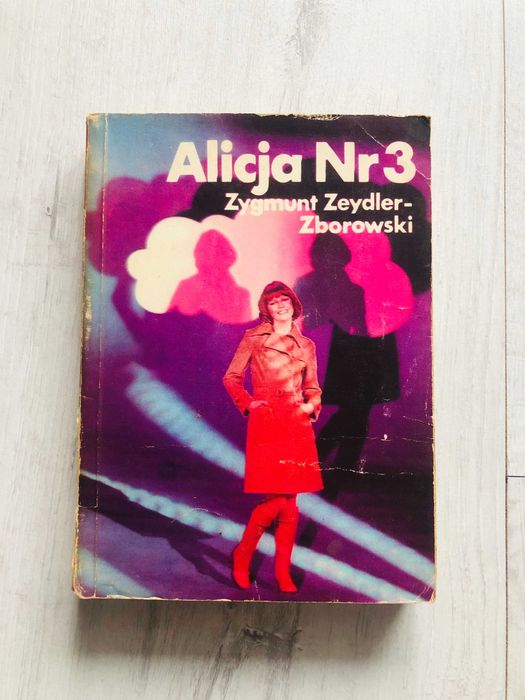 Alicja Nr 3
Zygmunt Zeydler-
Zborowski